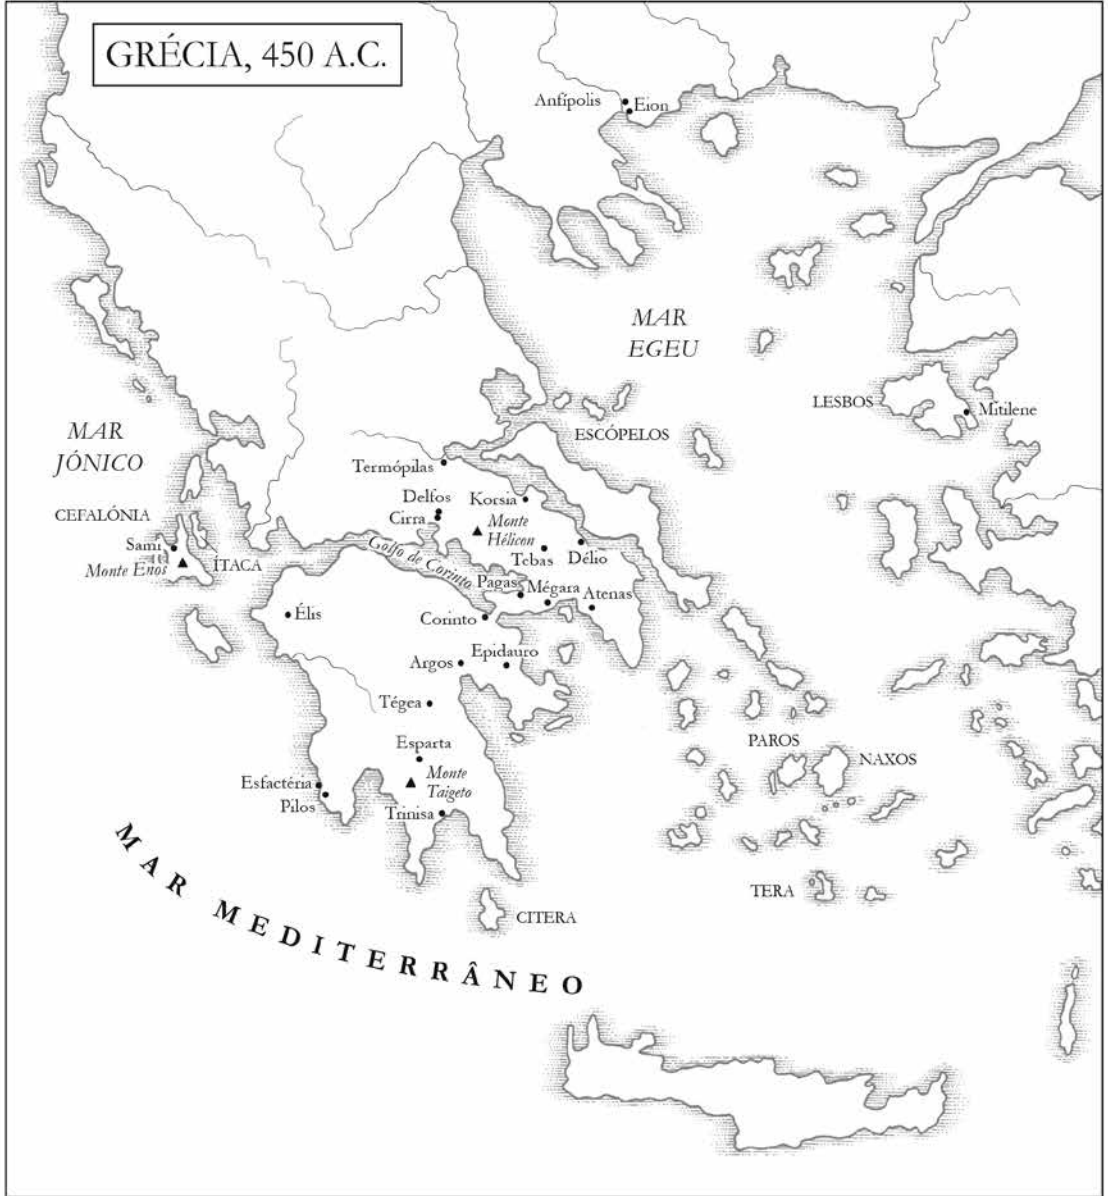 GRÉCIA, 450 A.C.
Anfípolis
Eion
MAR
EGEU
LESBOS
Mitilene
ESCÓPELOS
MAR
JÓNICO
Termópilas
Delfos
Korsia
CEFALÓNIA
Cirra
Monte
Hélicon
Sami
Golfo de Corinto
Tebas
Délio
Monte Enos
ÍTACA
Pagas
Mégara
Atenas
Élis
Corinto
Epidauro
Argos
Tégea
PAROS
NAXOS
Esparta
Monte
Taigeto
Esfactéria
Pilos
Trinisa
TERA
CITERA
MAR MEDITERRÂNEO